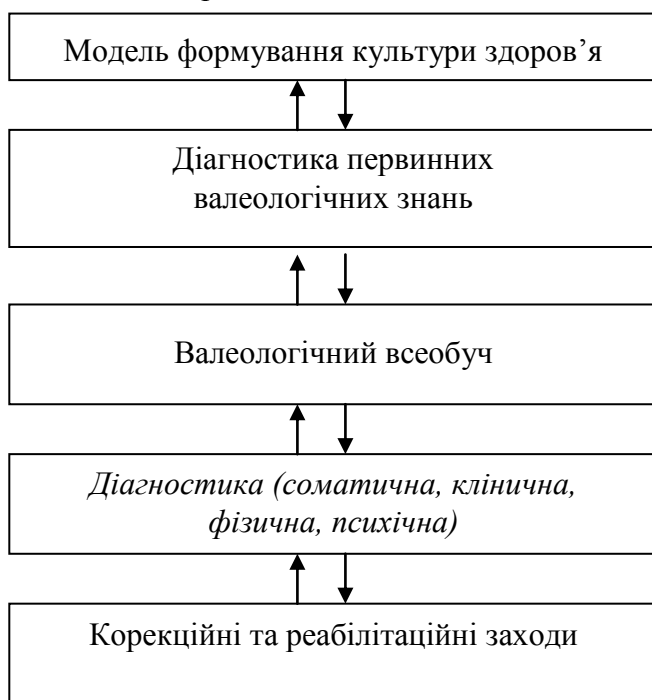 Модель формування культури здоров’я
Діагностика первинних
валеологічних знань
Валеологічний всеобуч
Діагностика (соматична, клінічна,
фізична, психічна)
Корекційні та реабілітаційні заходи